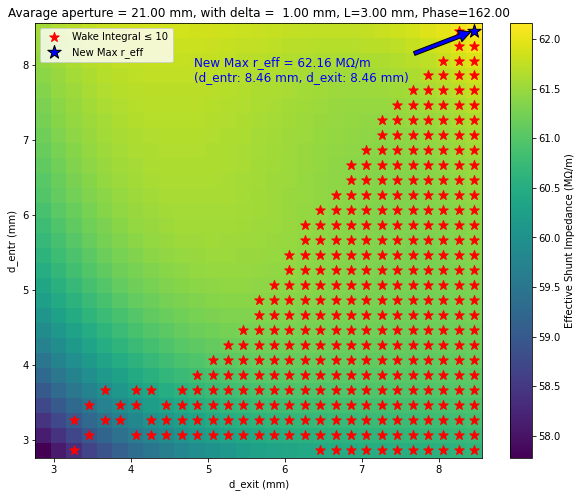 Avarage aperture = 21.00 mm, with delta =  1.00 mm, L=3.00 mm, Phase=162.00
Wake Integral ≤ 10
New Max r_eff
New Max r_eff = 62.16 MΩ/m
(d_entr: 8.46 mm, d_exit: 8.46 mm)
d_entr (mm)
8
7
6
5
4
3
3
4
5
6
7
8
d_exit (mm)
62.0
61.5
61.0
60.5
60.0
59.5
59.0
58.5
58.0
Effective Shunt Impedance (MΩ/m)